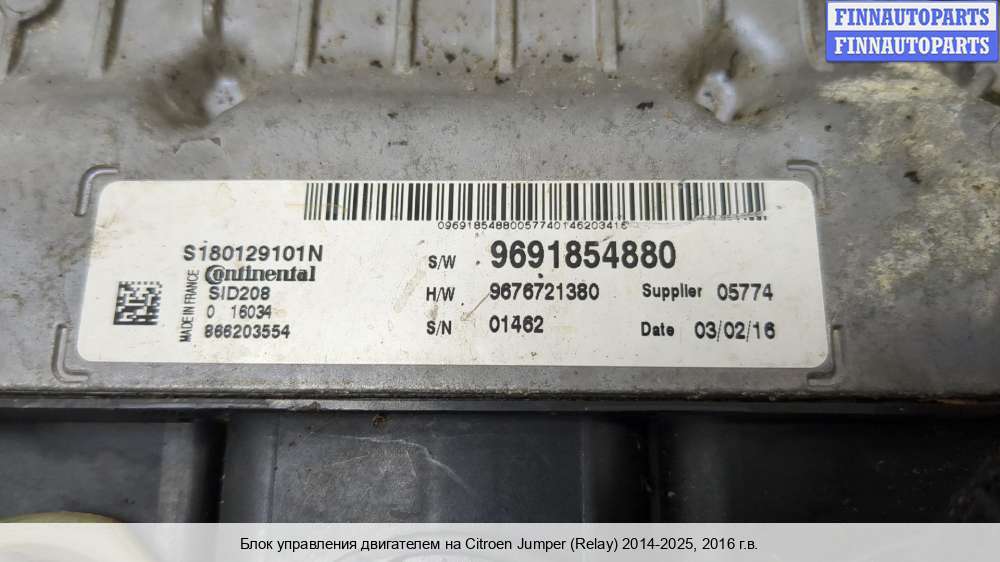 FINNAUTOPARTS
FINNAUTOPARTS
09691854880057740146203416
S180129101N
Continental
MADE IN FRANCE
SID208
0 16034
866203554
S/W 9691854880
H/W 9676721380 Supplier 05774
S/N 01462 Date 03/02/16
Блок управления двигателем на Citroen Jumper (Relay) 2014-2025, 2016 г.в.